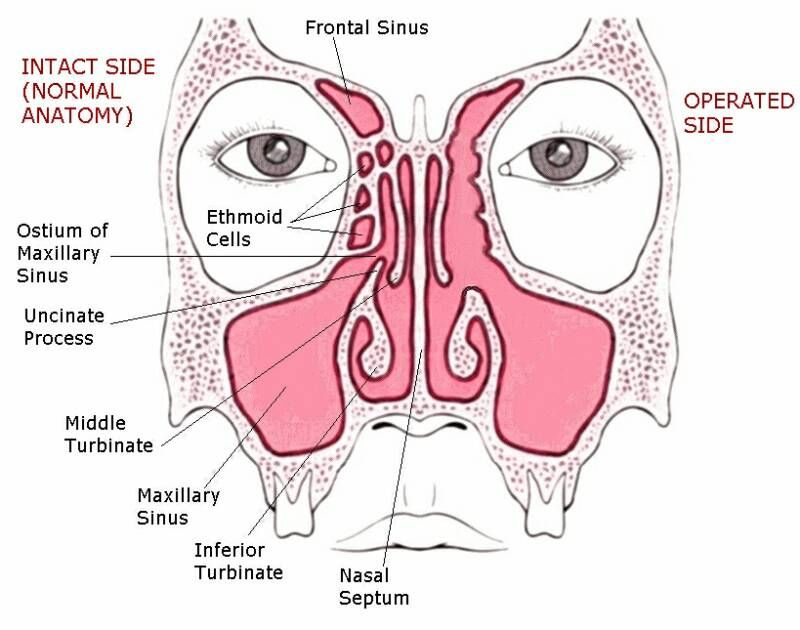 Frontal Sinus
INTACT SIDE
(NORMAL
ANATOMY)
OPERATED
SIDE
Ethmoid
Cells
Ostium of
Maxillary
Sinus
Uncinate
Process
Middle
Turbinate
Maxillary
Sinus
Inferior
Turbinate
Nasal
Septum